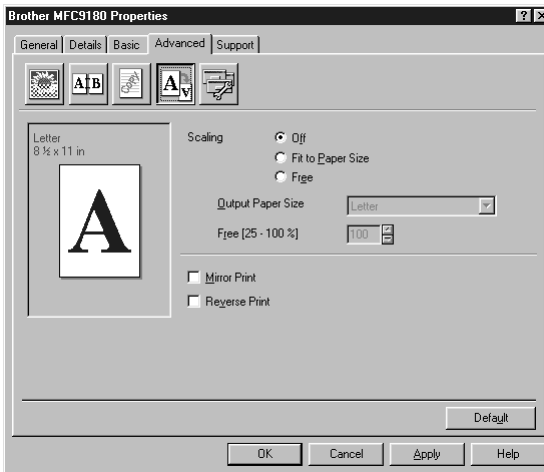 Brother MFC9180 Properties
General Details Basic Advanced Support
A B Copy A A
Letter
8 ½ x 11 in
A
Scaling
Off
Fit to Paper Size
Free
Output Paper Size Letter
Free [25 - 100 %] 100
Mirror Print
Reverse Print
Default
OK Cancel Apply Help